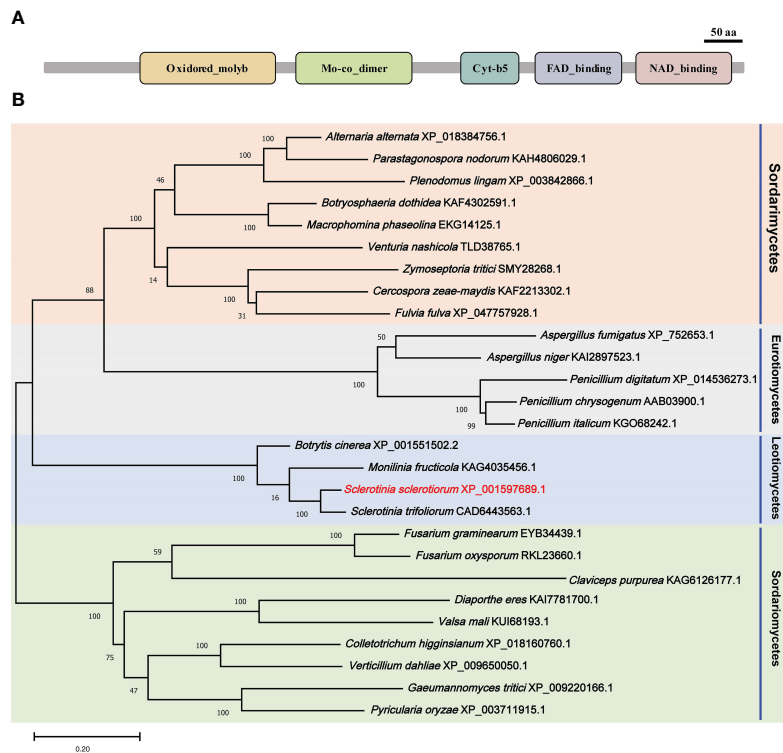 A
50 aa
Oxidored_molyb Mo-co_dimer Cyt-b5 FAD_binding NAD_binding
B
Alternaria alternata XP_018384756.1
100
100
Parastagonospora nodorum KAH4806029.1
46
Plenodomus lingam XP_003842866.1
Botryosphaeria dothidea KAF4302591.1
100
100
Macrophomina phaseolina EKG14125.1
Venturia nashicola TLD38765.1
14
Zymoseptoria tritici SMY28268.1
88
100
Cercospora zeae-maydis KAF2213302.1
31
Fulvia fulva XP_047757928.1
Sordarimycetes
Aspergillus fumigatus XP_752653.1
50
Aspergillus niger KAI2897523.1
100
Penicillium digitatum XP_014536273.1
Penicillium chrysogenum AAB03900.1
100
99
Penicillium italicum KGO68242.1
Eurotiomycetes
Botrytis cinerea XP_001551502.2
Monilinia fructicola KAG4035456.1
100
Sclerotinia sclerotiorum XP_001597689.1
16
Sclerotinia trifoliorum CAD6443563.1
100
Leotiomycetes
Fusarium graminearum EYB34439.1
100
Fusarium oxysporum RKL23660.1
59
Claviceps purpurea KAG6126177.1
Diaporthe eres KAI7781700.1
100
100
Valsa mali KUI68193.1
Colletotrichum higginsianum XP_018160760.1
100
75
Verticillium dahliae XP_009650050.1
Gaeumannomyces tritici XP_009220166.1
47
Pyricularia oryzae XP_003711915.1
100
Sordariomycetes
0.20